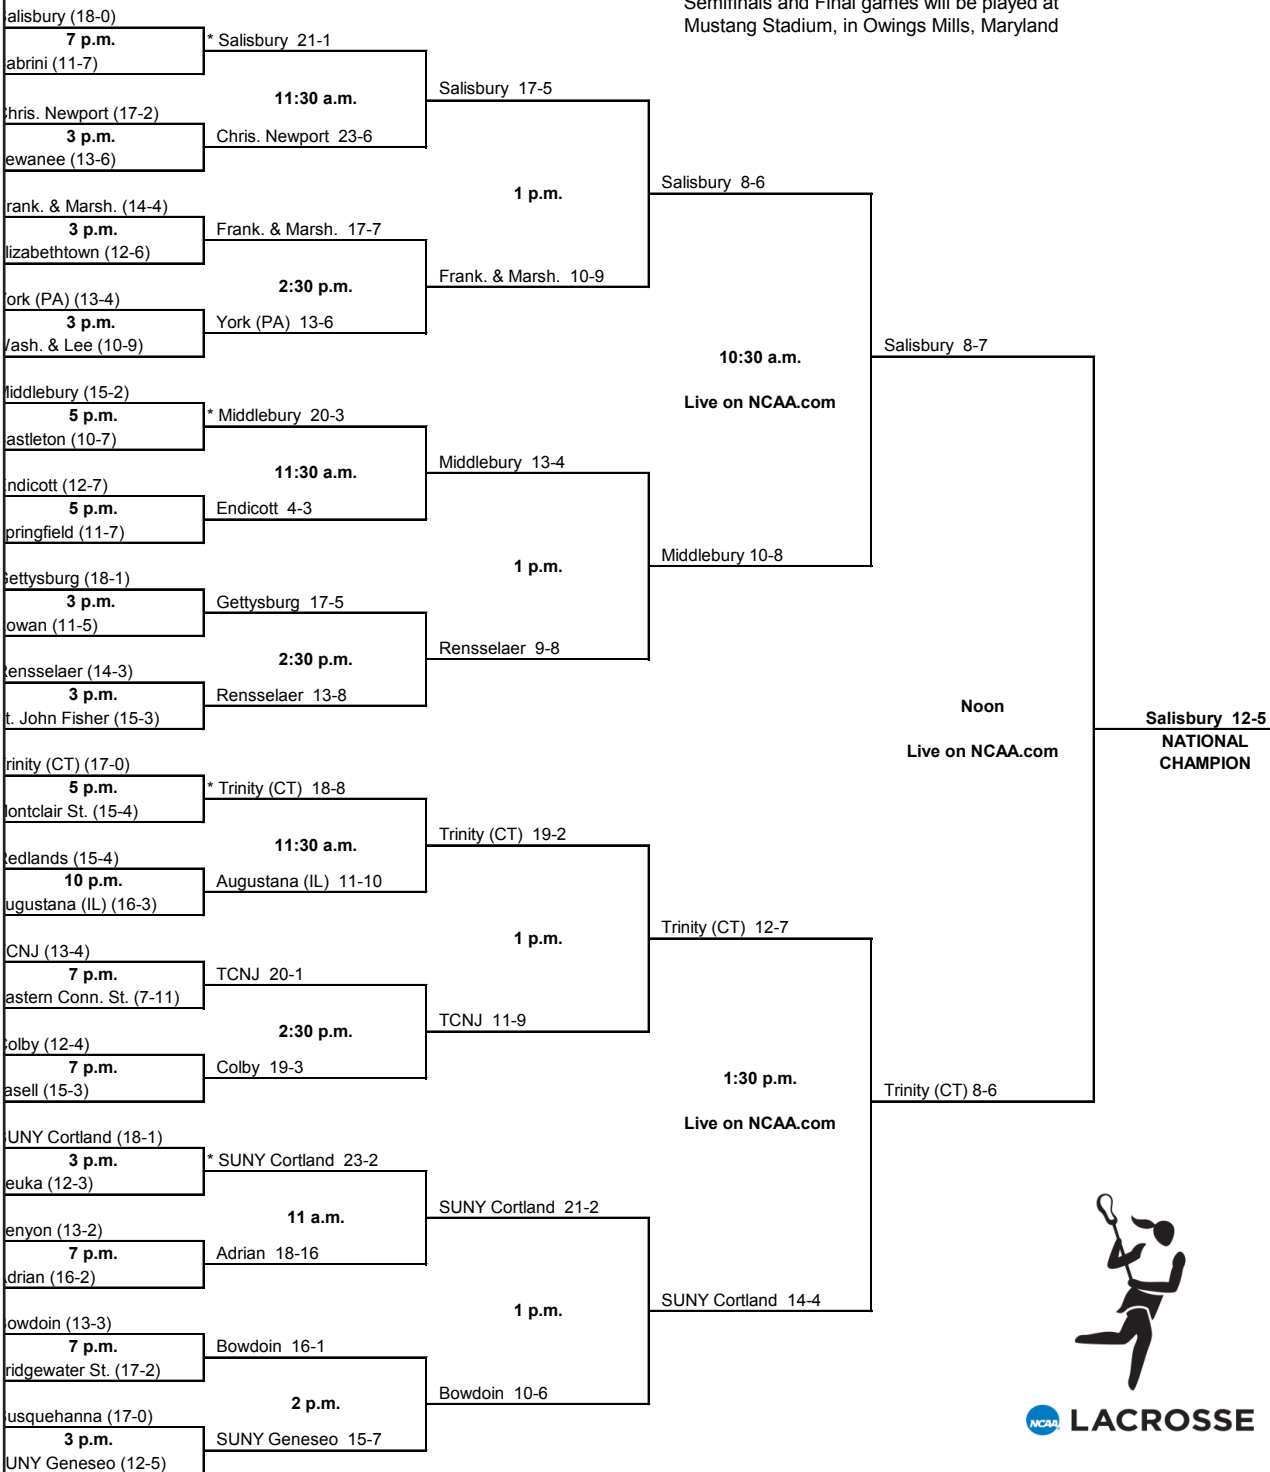 Semifinals and Final games will be played at
Mustang Stadium, in Owings Mills, Maryland
alisbury (18-0)
7 p.m.
abrini (11-7)
hris. Newport (17-2)
3 p.m.
ewanee (13-6)
rank. & Marsh. (14-4)
3 p.m.
lizabethtown (12-6)
ork (PA) (13-4)
3 p.m.
ash. & Lee (10-9)
iddlebury (15-2)
5 p.m.
astleton (10-7)
ndicott (12-7)
5 p.m.
pringfield (11-7)
ettysburg (18-1)
3 p.m.
owan (11-5)
ensselaer (14-3)
3 p.m.
t. John Fisher (15-3)
rinity (CT) (17-0)
5 p.m.
ontclair St. (15-4)
edlands (15-4)
10 p.m.
ugustana (IL) (16-3)
CNJ (13-4)
7 p.m.
astern Conn. St. (7-11)
olby (12-4)
7 p.m.
asell (15-3)
UNY Cortland (18-1)
3 p.m.
euka (12-3)
enyon (13-2)
7 p.m.
drian (16-2)
owdoin (13-3)
7 p.m.
ridgewater St. (17-2)
usquehanna (17-0)
3 p.m.
UNY Geneseo (12-5)
* Salisbury 21-1
11:30 a.m.
Chris. Newport 23-6
Frank. & Marsh. 17-7
2:30 p.m.
York (PA) 13-6
* Middlebury 20-3
11:30 a.m.
Endicott 4-3
Gettysburg 17-5
2:30 p.m.
Rensselaer 13-8
* Trinity (CT) 18-8
11:30 a.m.
Augustana (IL) 11-10
TCNJ 20-1
2:30 p.m.
Colby 19-3
* SUNY Cortland 23-2
11 a.m.
Adrian 18-16
Bowdoin 16-1
2 p.m.
SUNY Geneseo 15-7
Salisbury 17-5
1 p.m.
Frank. & Marsh. 10-9
Middlebury 13-4
1 p.m.
Rensselaer 9-8
Trinity (CT) 19-2
1 p.m.
TCNJ 11-9
SUNY Cortland 21-2
1 p.m.
Bowdoin 10-6
Salisbury 8-6
10:30 a.m.
Live on NCAA.com
Middlebury 10-8
Trinity (CT) 12-7
1:30 p.m.
Live on NCAA.com
SUNY Cortland 14-4
Salisbury 8-7
Noon
Live on NCAA.com
Trinity (CT) 8-6
Salisbury 12-5
NATIONAL
CHAMPION
NCAA LACROSSE